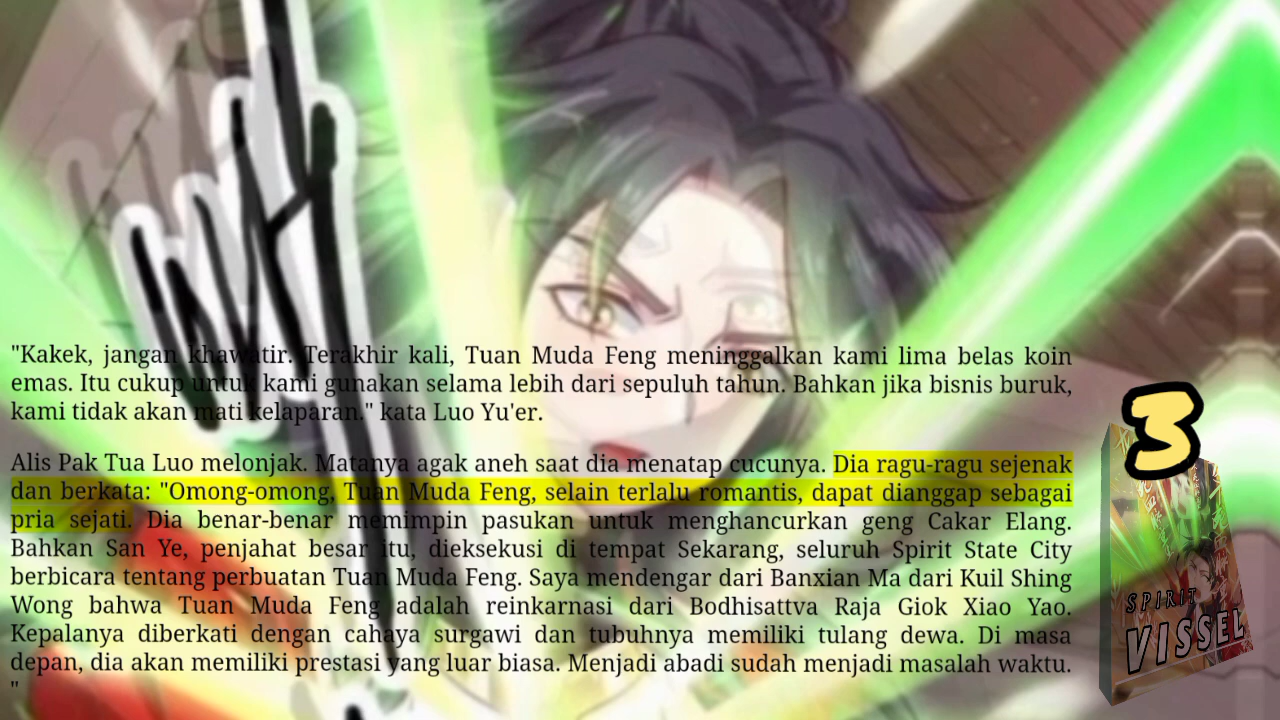 "Kakek, jangan khawatir. Terakhir kali, Tuan Muda Feng meninggalkan kami lima belas koin
emas. Itu cukup untuk kami gunakan selama lebih dari sepuluh tahun. Bahkan jika bisnis buruk,
kami tidak akan mati kelaparan." kata Luo Yu'er.
Alis Pak Tua Luo melonjak. Matanya agak aneh saat dia menatap cucunya. Dia ragu-ragu sejenak
dan berkata: "Omong-omong, Tuan Muda Feng, selain terlalu romantis, dapat dianggap sebagai
pria sejati. Dia benar-benar memimpin pasukan untuk menghancurkan geng Cakar Elang.
Bahkan San Ye, penjahat besar itu, dieksekusi di tempat Sekarang, seluruh Spirit State City
berbicara tentang perbuatan Tuan Muda Feng. Saya mendengar dari Banxian Ma dari Kuil Shing
Wong bahwa Tuan Muda Feng adalah reinkarnasi dari Bodhisattva Raja Giok Xiao Yao.
Kepalanya diberkati dengan cahaya surgawi dan tubuhnya memiliki tulang dewa. Di masa
depan, dia akan memiliki prestasi yang luar biasa. Menjadi abadi sudah menjadi masalah waktu.
"
3
SPIRIT
VISSEL